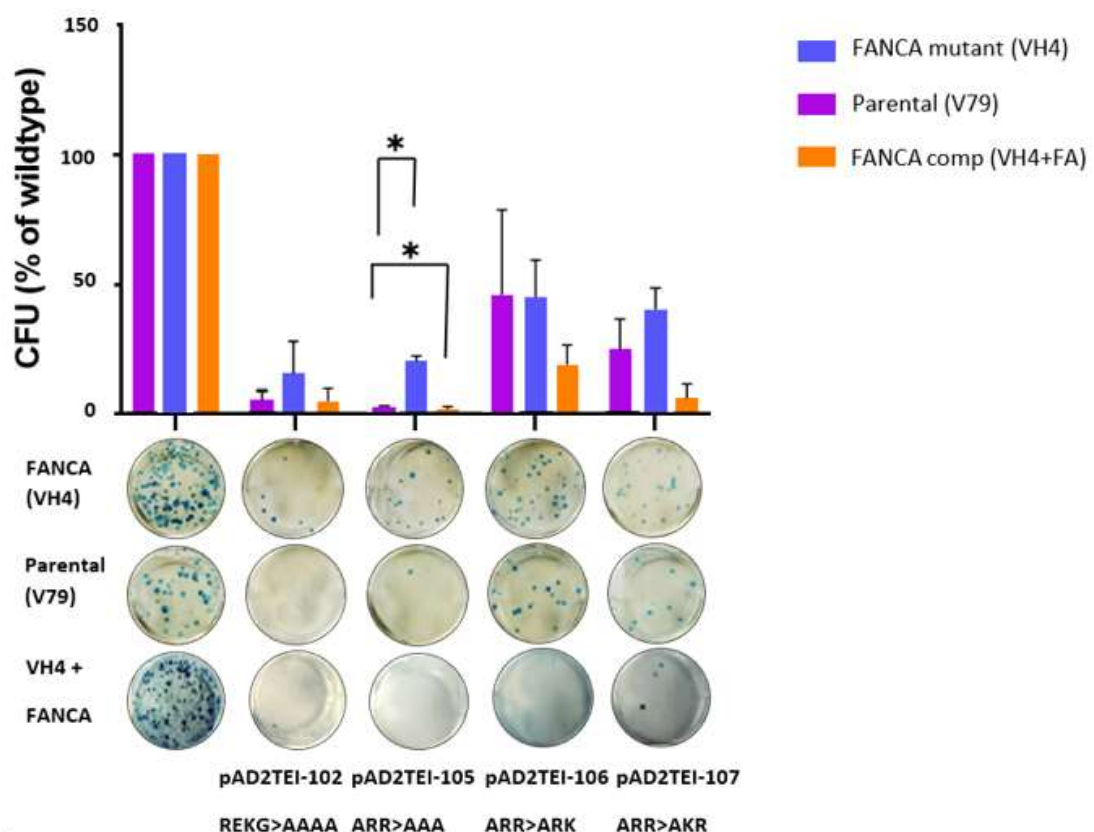 150
100
50
0
CFU (% of wildtype)
*
*
FANCA mutant (VH4)
Parental (V79)
FANCA comp (VH4+FA)
FANCA
(VH4)
Parental
(V79)
VH4 +
FANCA
pAD2TEI-102 pAD2TEI-105 pAD2TEI-106 pAD2TEI-107
REKG>AAAA ARR>AAA ARR>ARK ARR>AKR